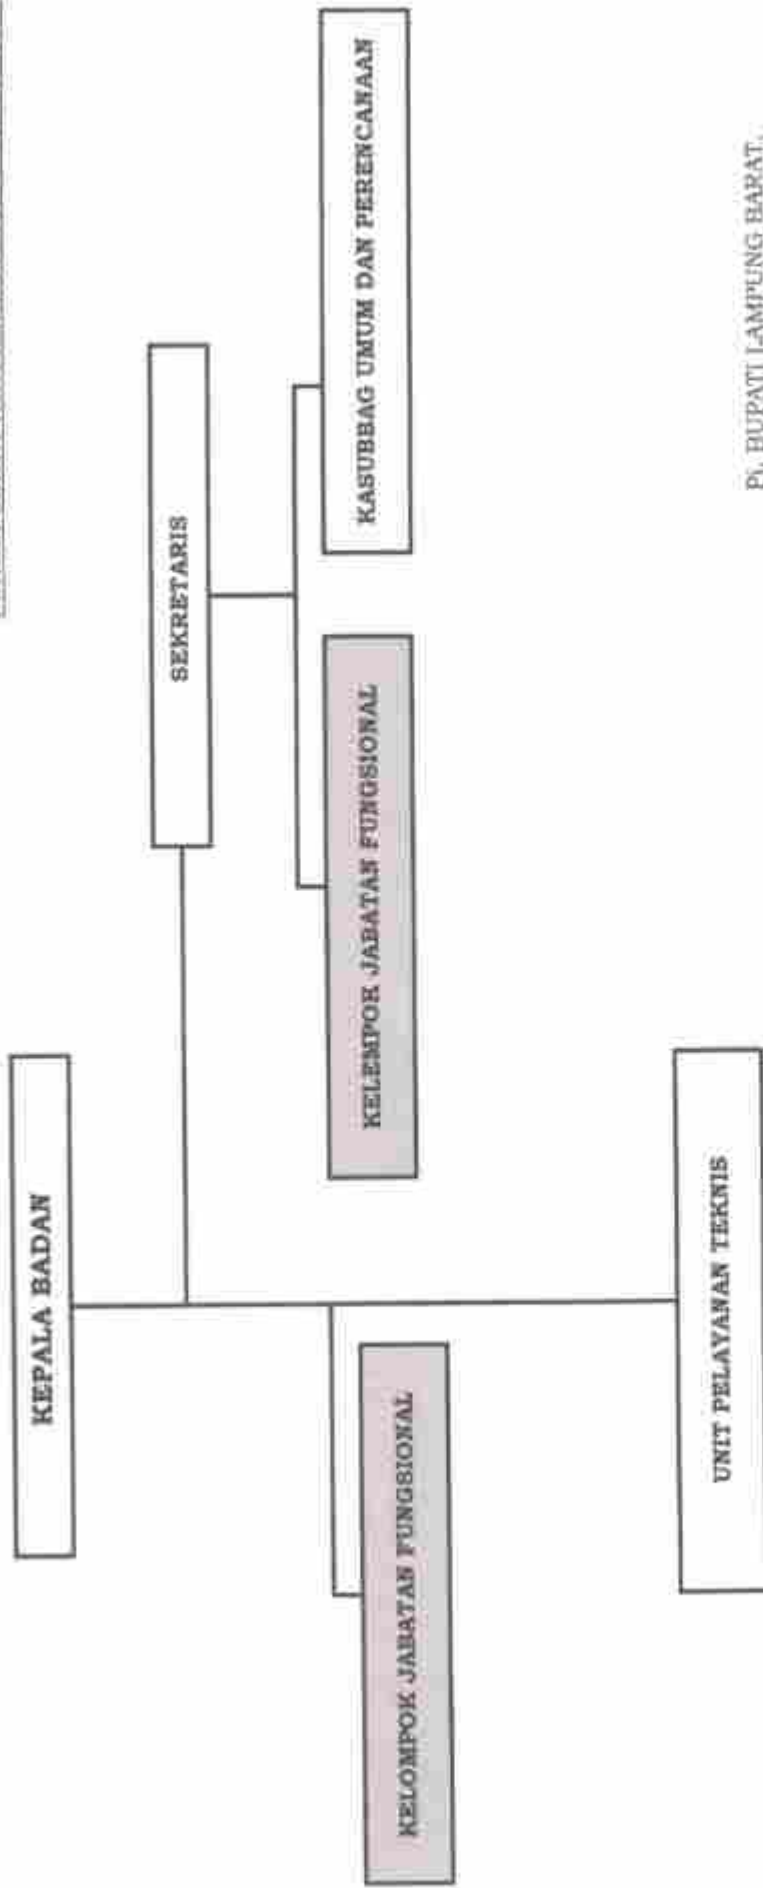 KEPALA BADAN
SEKRETARIS
KELOMPOK JABATAN FUNGSIONAL
KELEMPOK JABATAN FUNGSIONAL
KASUBBAG UMUM DAN PERENCANAAN
UNIT PELAYANAN TEKNIS
Pj. BUPATI LAMPUNG BARAT,